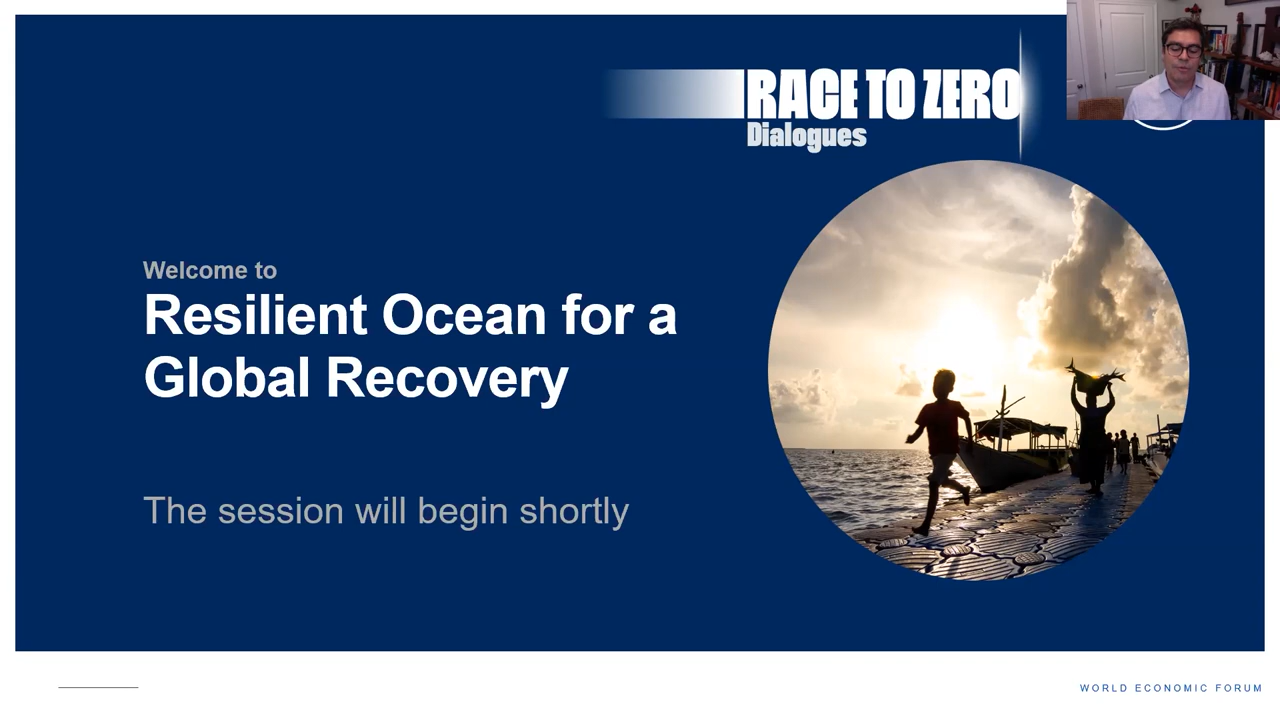 RACE TO ZERO
Dialogues
Welcome to
Resilient Ocean for a
Global Recovery
The session will begin shortly
WORLD ECONOMIC FORUM